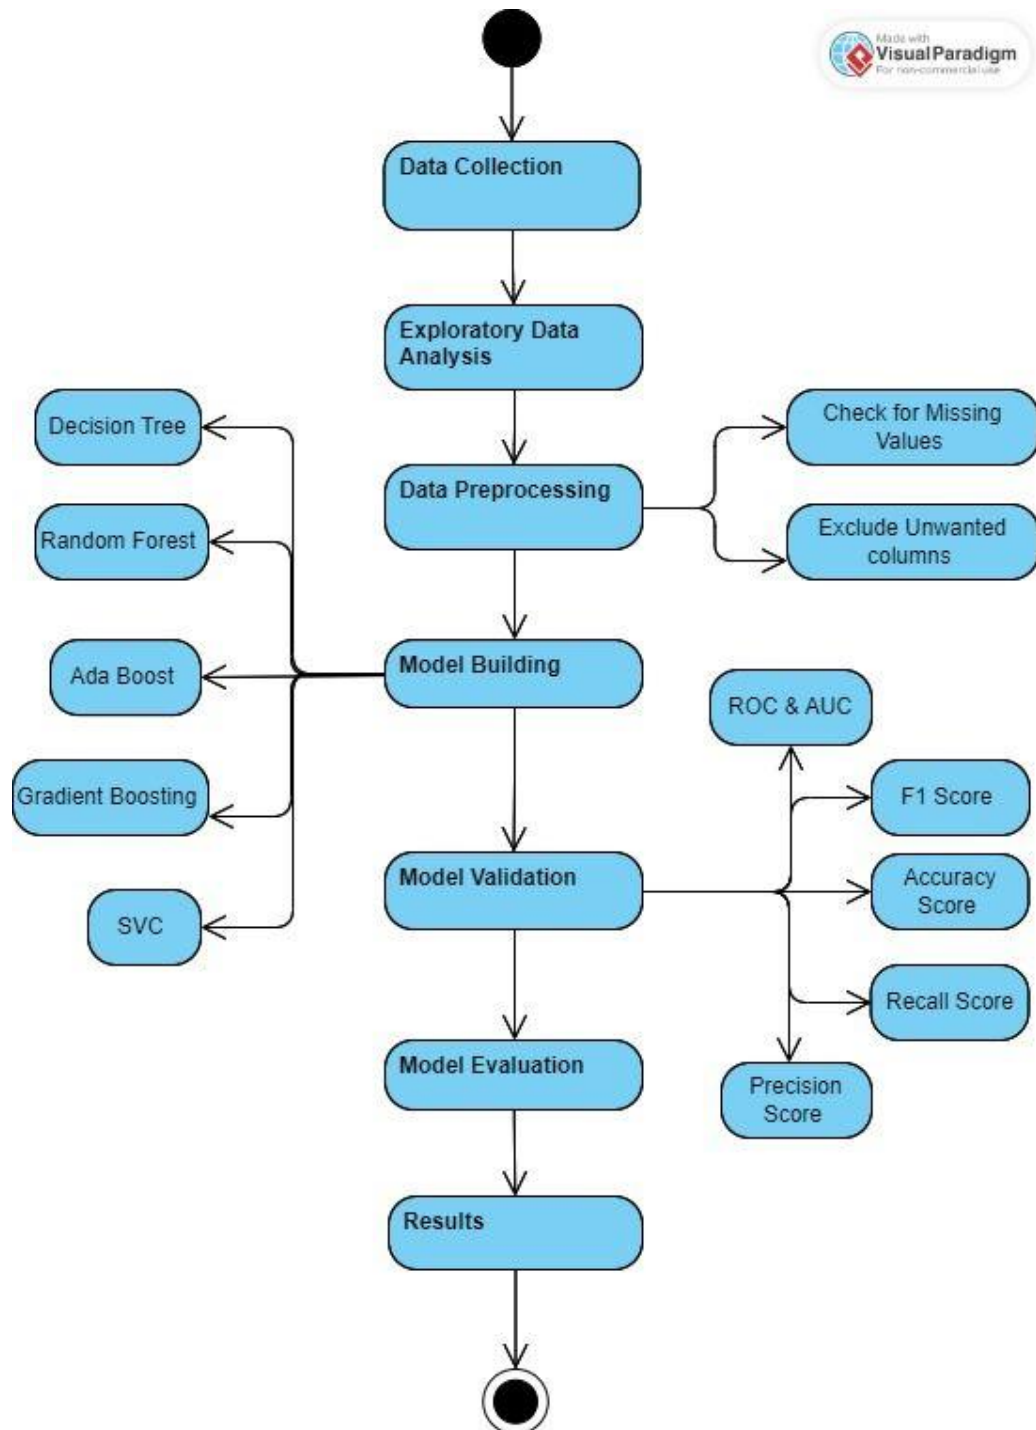 Made with
Visual Paradigm
For non-commercial use
Data Collection
Exploratory Data
Analysis
Decision Tree
Check for Missing
Values
Data Preprocessing
Random Forest
Exclude Unwanted
columns
Model Building
Ada Boost
ROC & AUC
Gradient Boosting
F1 Score
Model Validation
Accuracy
Score
SVC
Recall Score
Model Evaluation
Precision
Score
Results